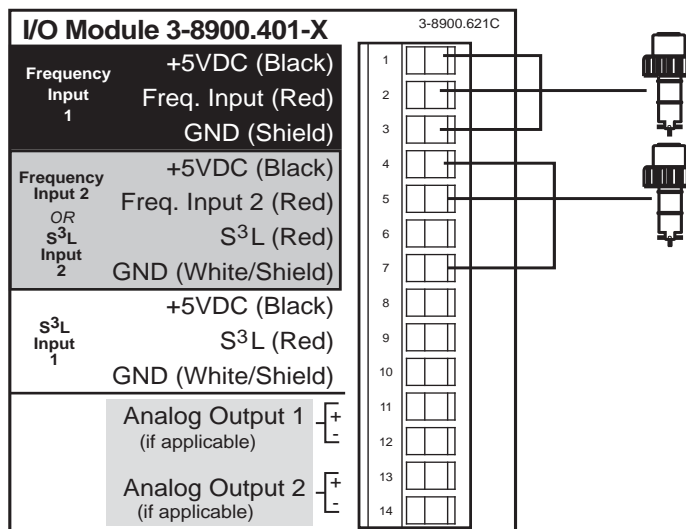 I/O Module 3-8900.401-X
3-8900.621C
Frequency
Input
1
+5VDC (Black)
Freq. Input (Red)
GND (Shield)
Frequency
Input 2
OR
S3L
Input
2
+5VDC (Black)
Freq. Input 2 (Red)
S3L (Red)
GND (White/Shield)
S3L
Input
1
+5VDC (Black)
S3L (Red)
GND (White/Shield)
Analog Output 1
(if applicable)
+
-
Analog Output 2
(if applicable)
+
-
1
2
3
4
5
6
7
8
9
10
11
12
13
14